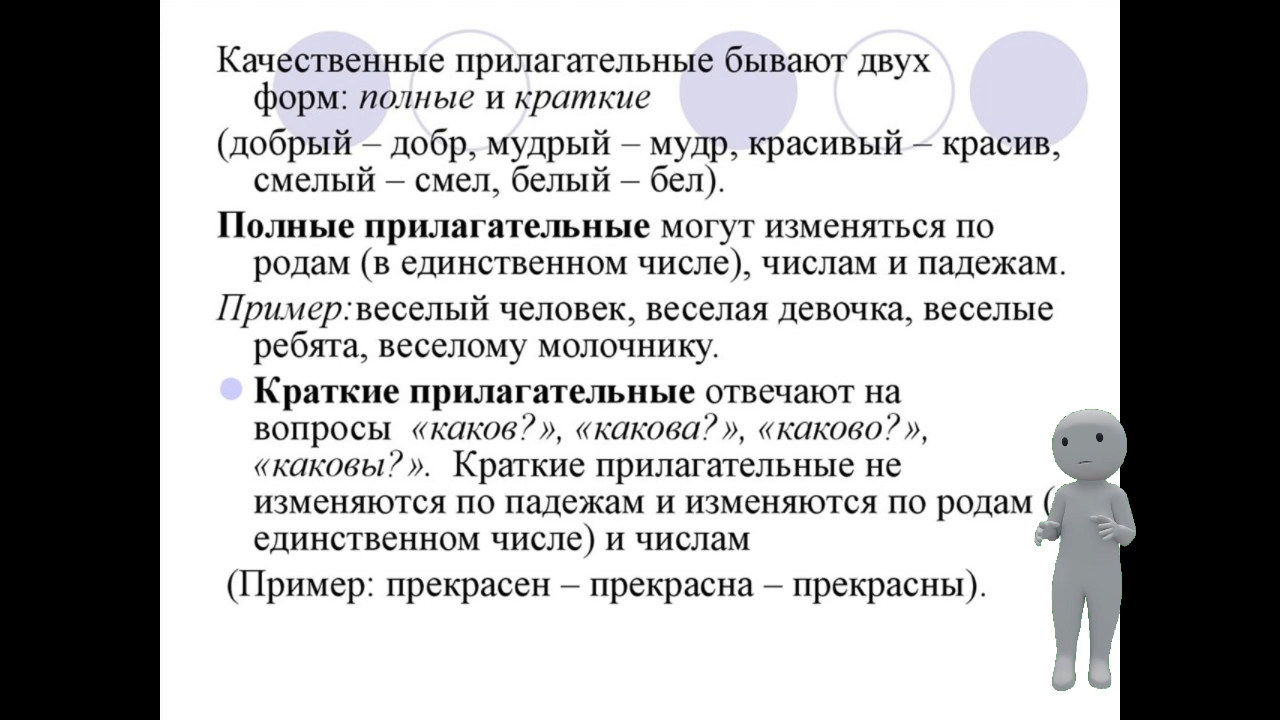 Качественные прилагательные бывают двух
форм: полные и краткие
(добрый – добр, мудрый – мудр, красивый – красив,
смелый – смел, белый – бел).
Полные прилагательные могут изменяться по
родам (в единственном числе), числам и падежам.
Пример:веселый человек, веселая девочка, веселые
ребята, веселому молочнику.
Краткие прилагательные отвечают на
вопросы «каков?», «какова?», «каково?»,
«каковы?». Краткие прилагательные не
изменяются по падежам и изменяются по родам (
единственном числе) и числам
(Пример: прекрасен – прекрасна – прекрасны).